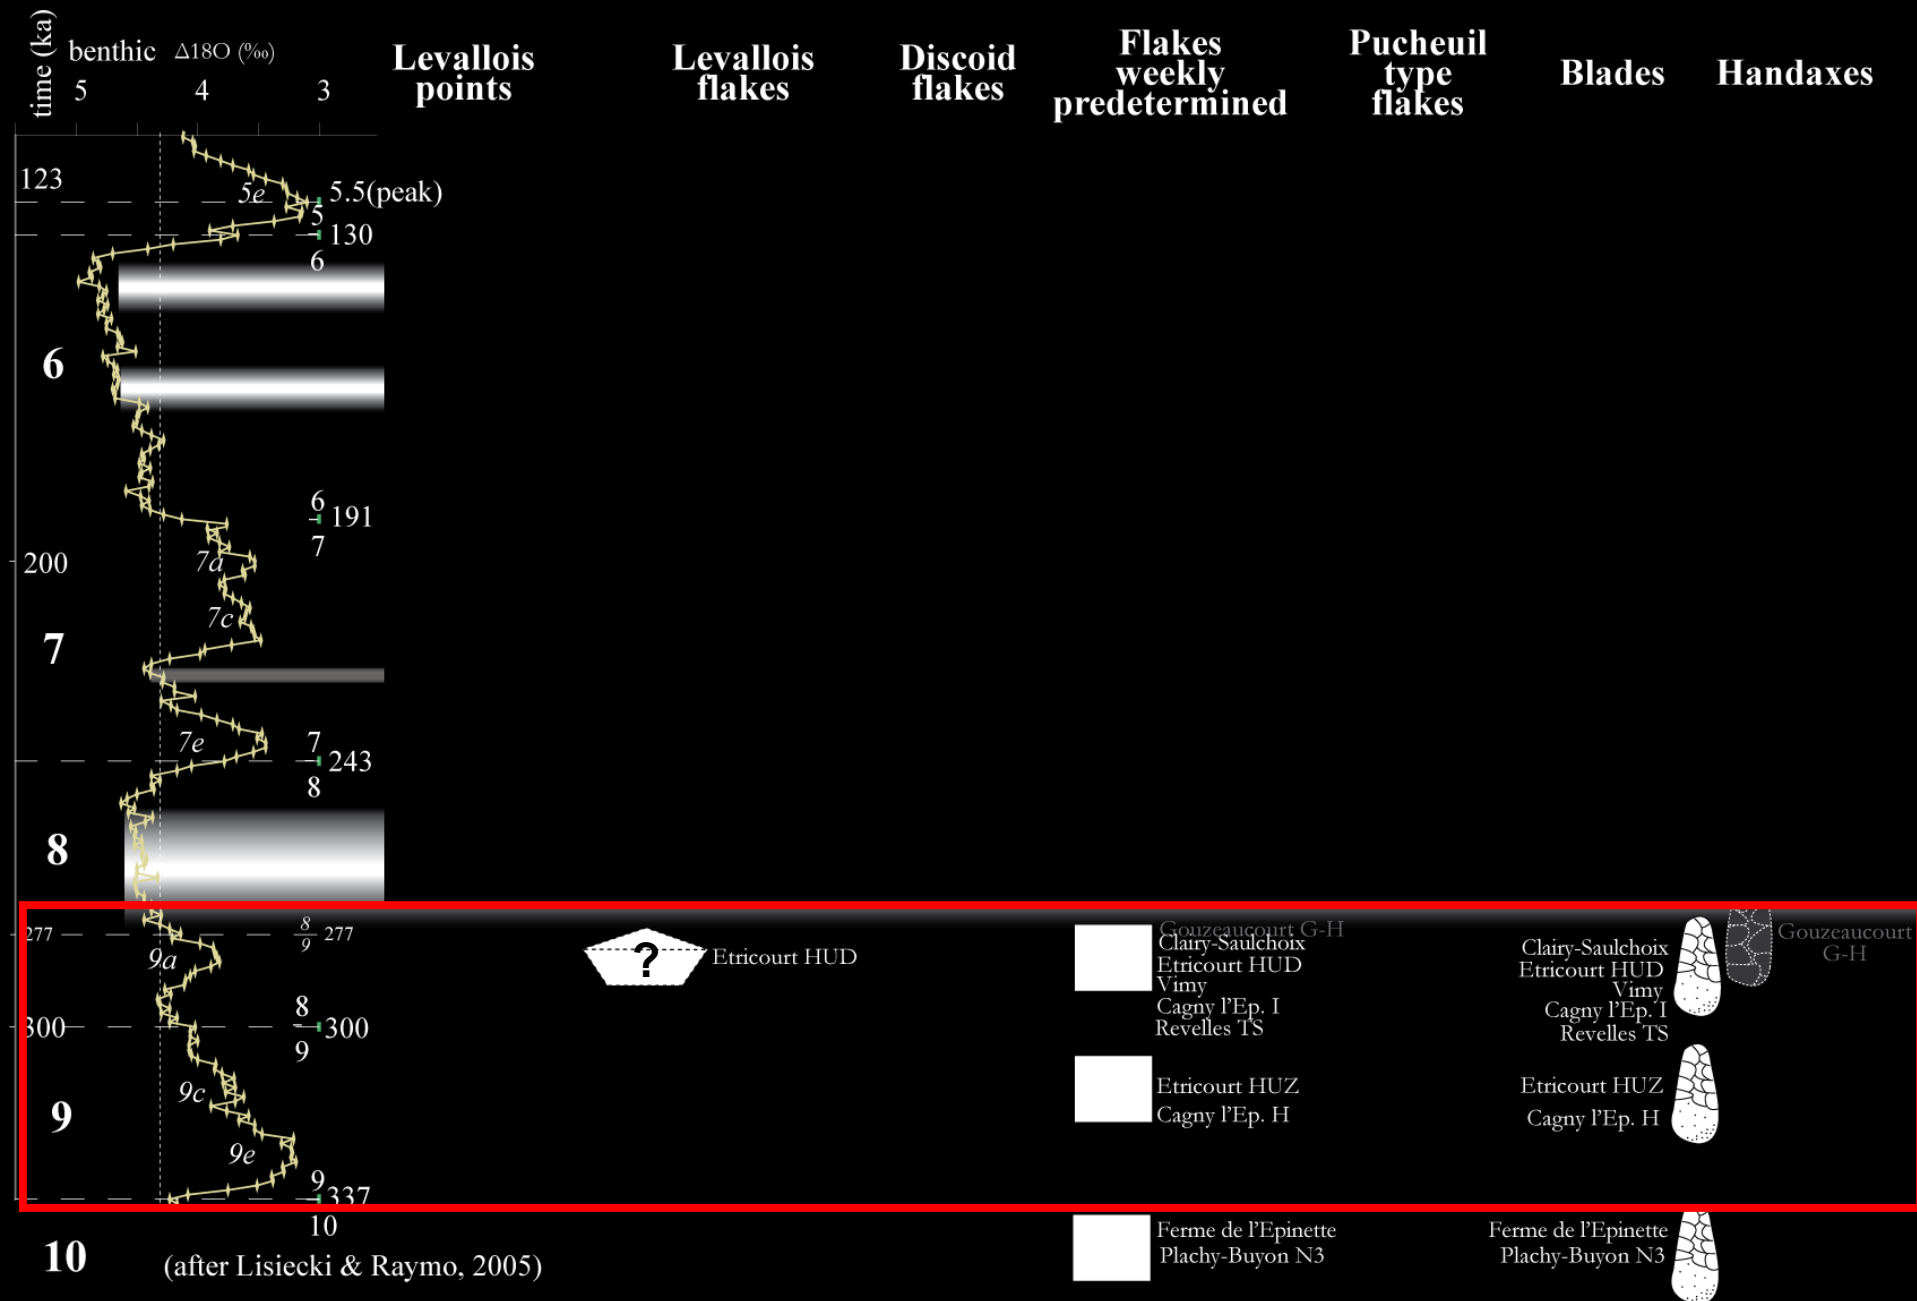 time (ka)
benthic Δ18O (‰)
5 4 3
Levallois
points
Levallois
flakes
Discoid
flakes
Flakes
weekly
predetermined
Pucheuil
type
flakes
Blades
Handaxes
123
5e
5.5(peak)
5
130
6
6
6
191
7
200
7a
7c
7
7e
7
243
8
8
277
8
9
277
9a
?
Etricourt HUD
Gouzeaucourt G-H
Clairy-Saulchoix
Etricourt HUD
Vimy
Cagny l'Ep. I
Revelles TS
Clairy-Saulchoix
Etricourt HUD
Vimy
Cagny l'Ep. I
Revelles TS
Gouzeaucourt
G-H
300
8
300
9
9c
9
9e
Etricourt HUZ
Cagny l'Ep. H
Etricourt HUZ
Cagny l'Ep. H
9
337
10
10
(after Lisiecki & Raymo, 2005)
Ferme de l'Epinette
Plachy-Buyon N3
Ferme de l'Epinette
Plachy-Buyon N3